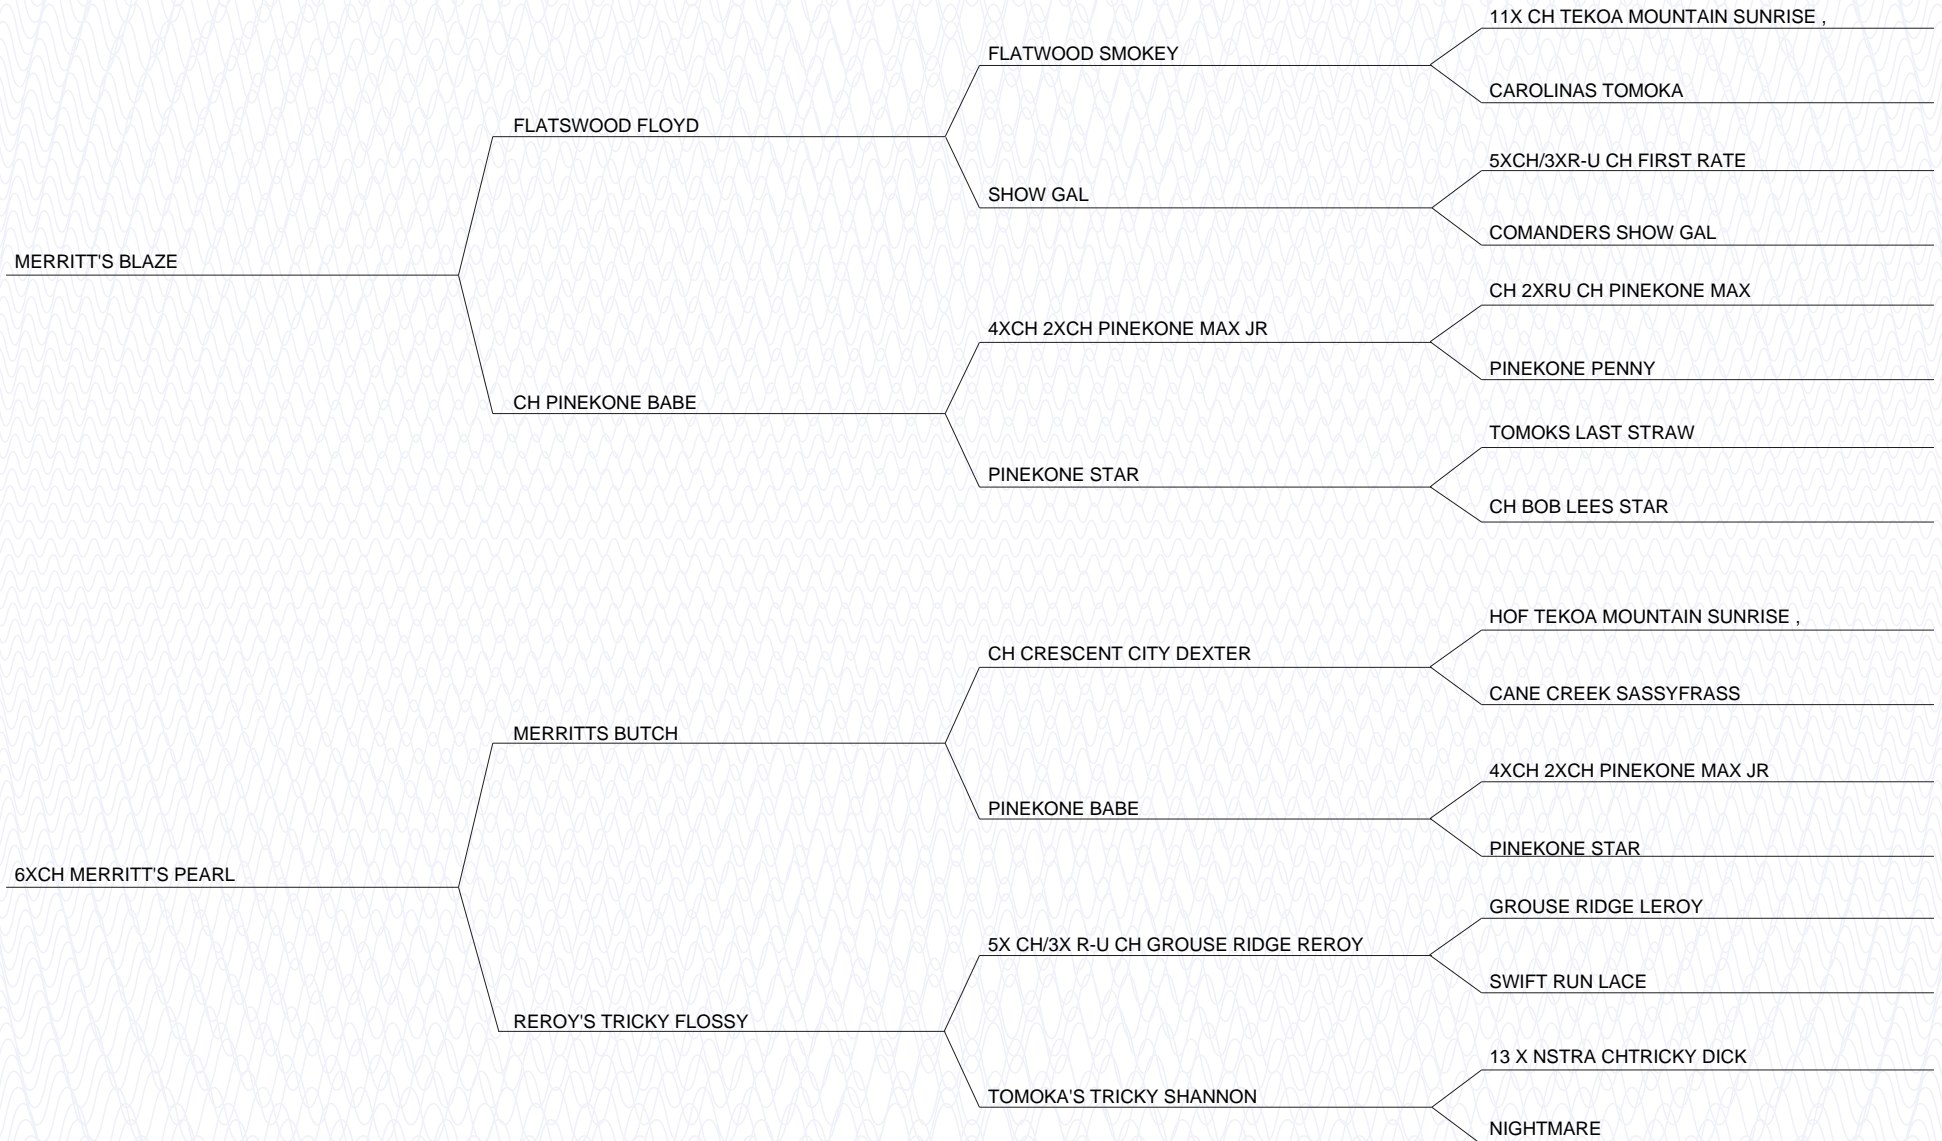 11X CH TEKOA MOUNTAIN SUNRISE ,
FLATWOOD SMOKEY
CAROLINAS TOMOKA
FLATSWOOD FLOYD
5XCH/3XR-U CH FIRST RATE
SHOW GAL
COMANDERS SHOW GAL
MERRITT'S BLAZE
CH 2XRU CH PINEKONE MAX
4XCH 2XCH PINEKONE MAX JR
PINEKONE PENNY
CH PINEKONE BABE
TOMOKS LAST STRAW
PINEKONE STAR
CH BOB LEES STAR
HOF TEKOA MOUNTAIN SUNRISE ,
CH CRESCENT CITY DEXTER
CANE CREEK SASSYFRASS
MERRITTS BUTCH
4XCH 2XCH PINEKONE MAX JR
PINEKONE BABE
PINEKONE STAR
6XCH MERRITT'S PEARL
GROUSE RIDGE LEROY
5X CH/3X R-U CH GROUSE RIDGE REROY
SWIFT RUN LACE
REROY'S TRICKY FLOSSY
13 X NSTRA CHTRICKY DICK
TOMOKA'S TRICKY SHANNON
NIGHTMARE